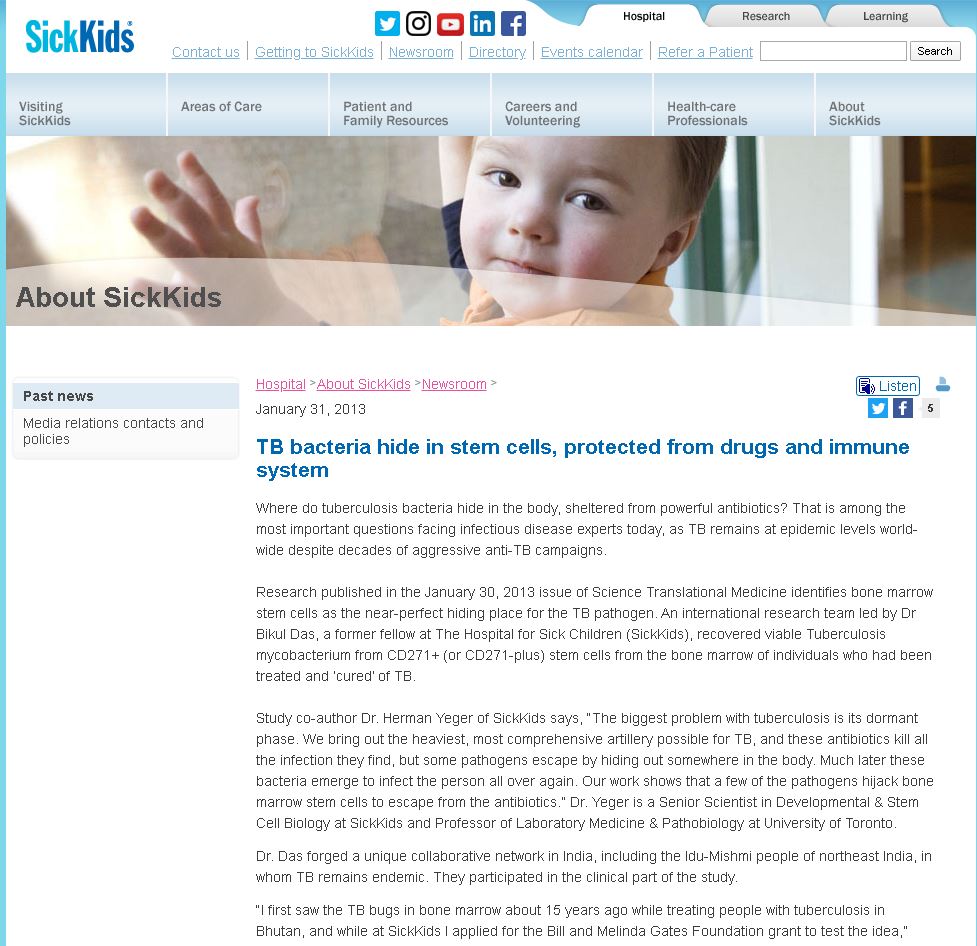 SickKids®
Hospital
Research
Learning
Contact us
Getting to SickKids
Newsroom
Directory
Events calendar
Refer a Patient
Search
Visiting
SickKids
Areas of Care
Patient and
Family Resources
Careers and
Volunteering
Health-care
Professionals
About
SickKids
About SickKids
Past news
Media relations contacts and
policies
Hospital >About SickKids >Newsroom >
Listen
January 31, 2013
5
TB bacteria hide in stem cells, protected from drugs and immune
system
Where do tuberculosis bacteria hide in the body, sheltered from powerful antibiotics? That is among the
most important questions facing infectious disease experts today, as TB remains at epidemic levels world-
wide despite decades of aggressive anti-TB campaigns.
Research published in the January 30, 2013 issue of Science Translational Medicine identifies bone marrow
stem cells as the near-perfect hiding place for the TB pathogen. An international research team led by Dr
Bikul Das, a former fellow at The Hospital for Sick Children (SickKids), recovered viable Tuberculosis
mycobacterium from CD271+ (or CD271-plus) stem cells from the bone marrow of individuals who had been
treated and 'cured' of TB.
Study co-author Dr. Herman Yeger of SickKids says, "The biggest problem with tuberculosis is its dormant
phase. We bring out the heaviest, most comprehensive artillery possible for TB, and these antibiotics kill all
the infection they find, but some pathogens escape by hiding out somewhere in the body. Much later these
bacteria emerge to infect the person all over again. Our work shows that a few of the pathogens hijack bone
marrow stem cells to escape from the antibiotics." Dr. Yeger is a Senior Scientist in Developmental & Stem
Cell Biology at SickKids and Professor of Laboratory Medicine & Pathobiology at University of Toronto.
Dr. Das forged a unique collaborative network in India, including the Idu-Mishmi people of northeast India, in
whom TB remains endemic. They participated in the clinical part of the study.
"I first saw the TB bugs in bone marrow about 15 years ago while treating people with tuberculosis in
Bhutan, and while at SickKids I applied for the Bill and Melinda Gates Foundation grant to test the idea,"